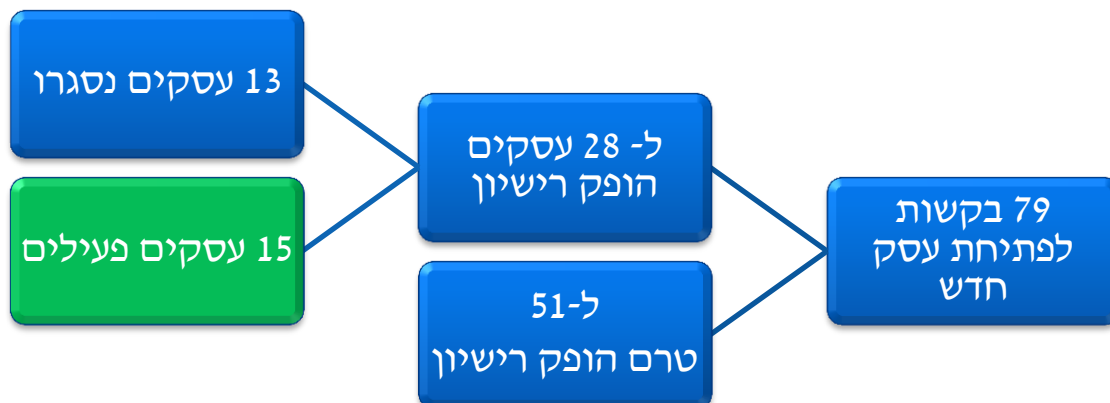 79 בקשות
לפתיחת עסק
חדש
ל- 28 עסקים
הופק רישיון
ל-51
טרם הופק רישיון
13 עסקים נסגרו
15 עסקים פעילים